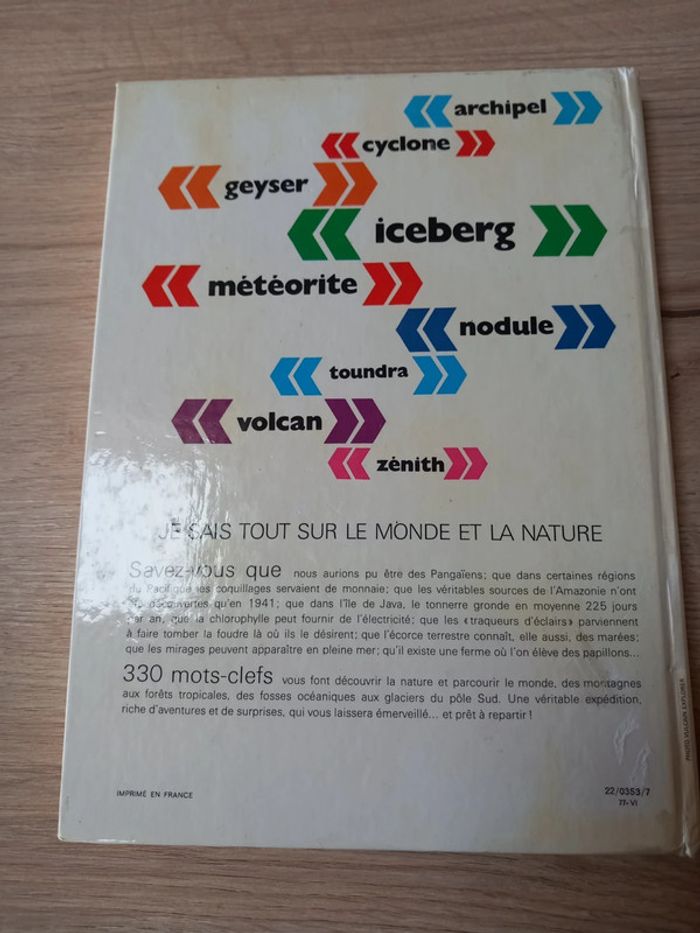 archipel
cyclone
geyser
iceberg
météorite
nodule
toundra
volcan
zénith
JE SAIS TOUT SUR LE MONDE ET LA NATURE
Savez-vous que nous aurions pu être des Pangaïens; que dans certaines régions
du Pacifique les coquillages servaient de monnaie; que les véritables sources de l'Amazonie n'ont
été découvertes qu'en 1941; que dans l'île de Java, le tonnerre gronde en moyenne 225 jours
par an, que la chlorophylle peut fournir de l'électricité; que les «traqueurs d'éclairs» parviennent
à faire tomber la foudre là où ils le désirent; que l'écorce terrestre connaît, elle aussi, des marées;
que les mirages peuvent apparaître en pleine mer; qu'il existe une ferme où l'on élève des papillons...
330 mots-clefs vous font découvrir la nature et parcourir le monde, des montagnes
aux forêts tropicales, des fosses océaniques aux glaciers du pôle Sud. Une véritable expédition,
riche d'aventures et de surprises, qui vous laissera émerveillé... et prêt à repartir !
IMPRIMÉ EN FRANCE
22/0353/7
77- VI
PHOTO VULCAIN EXPLORER